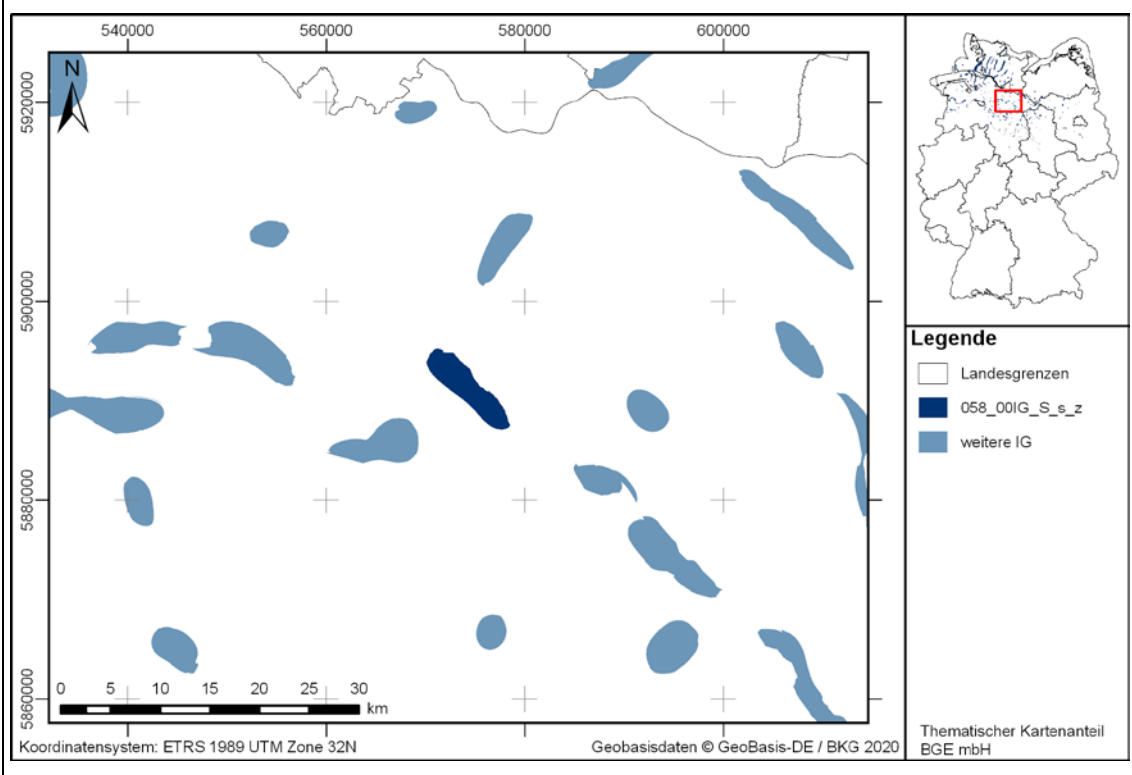 540000 560000 580000 600000
N
5920000
5900000
5880000
5860000
0 5 10 15 20 25 30
km
Koordinatensystem: ETRS 1989 UTM Zone 32N
Geobasisdaten © GeoBasis-DE / BKG 2020
Legende
Landesgrenzen
058_00IG_S_s_z
weitere IG
Thematischer Kartenanteil
BGE mbH